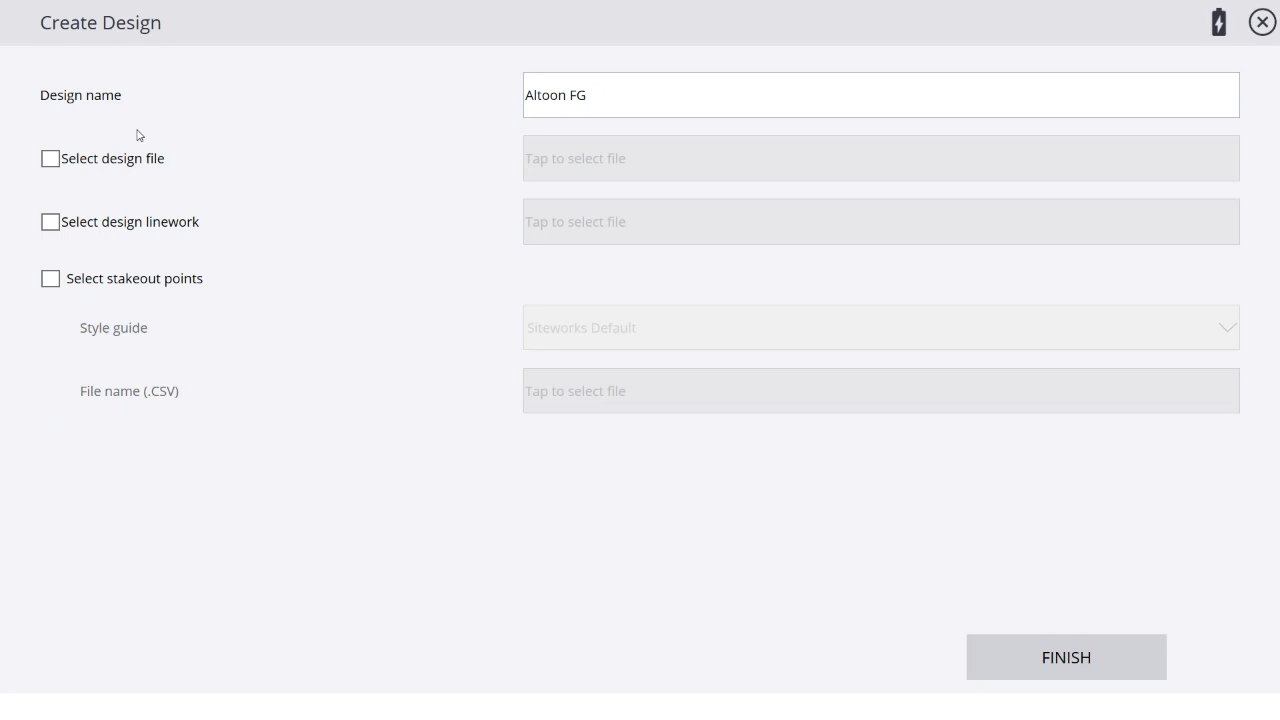 Create Design
Design name
Altoon FG
Select design file
Tap to select file
Select design linework
Tap to select file
Select stakeout points
Style guide
Siteworks Default
File name (.CSV)
Tap to select file
FINISH